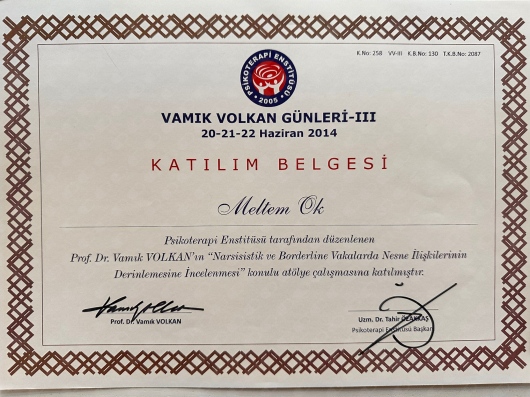 K.No: 258 VV-III K.B.No: 130 T.K.B.No: 2087
PSİKOTERAPİ ENSTİTÜSÜ
2005
VAMIK VOLKAN GÜNLERİ-III
20-21-22 Haziran 2014
KATILIM BELGESİ
Meltem Ok
Psikoterapi Enstitüsü tarafından düzenlenen
Prof. Dr. Vamık VOLKAN'ın “Narsisistik ve Borderline Vakalarda Nesne İlişkilerinin
Derinlemesine İncelenmesi” konulu atölye çalışmasına katılmıştır.
Vamık Volkan
Prof. Dr. Vamık VOLKAN
Uzm. Dr. Tahir ÖZAKKAŞ
Psikoterapi Enstitüsü Başkanı